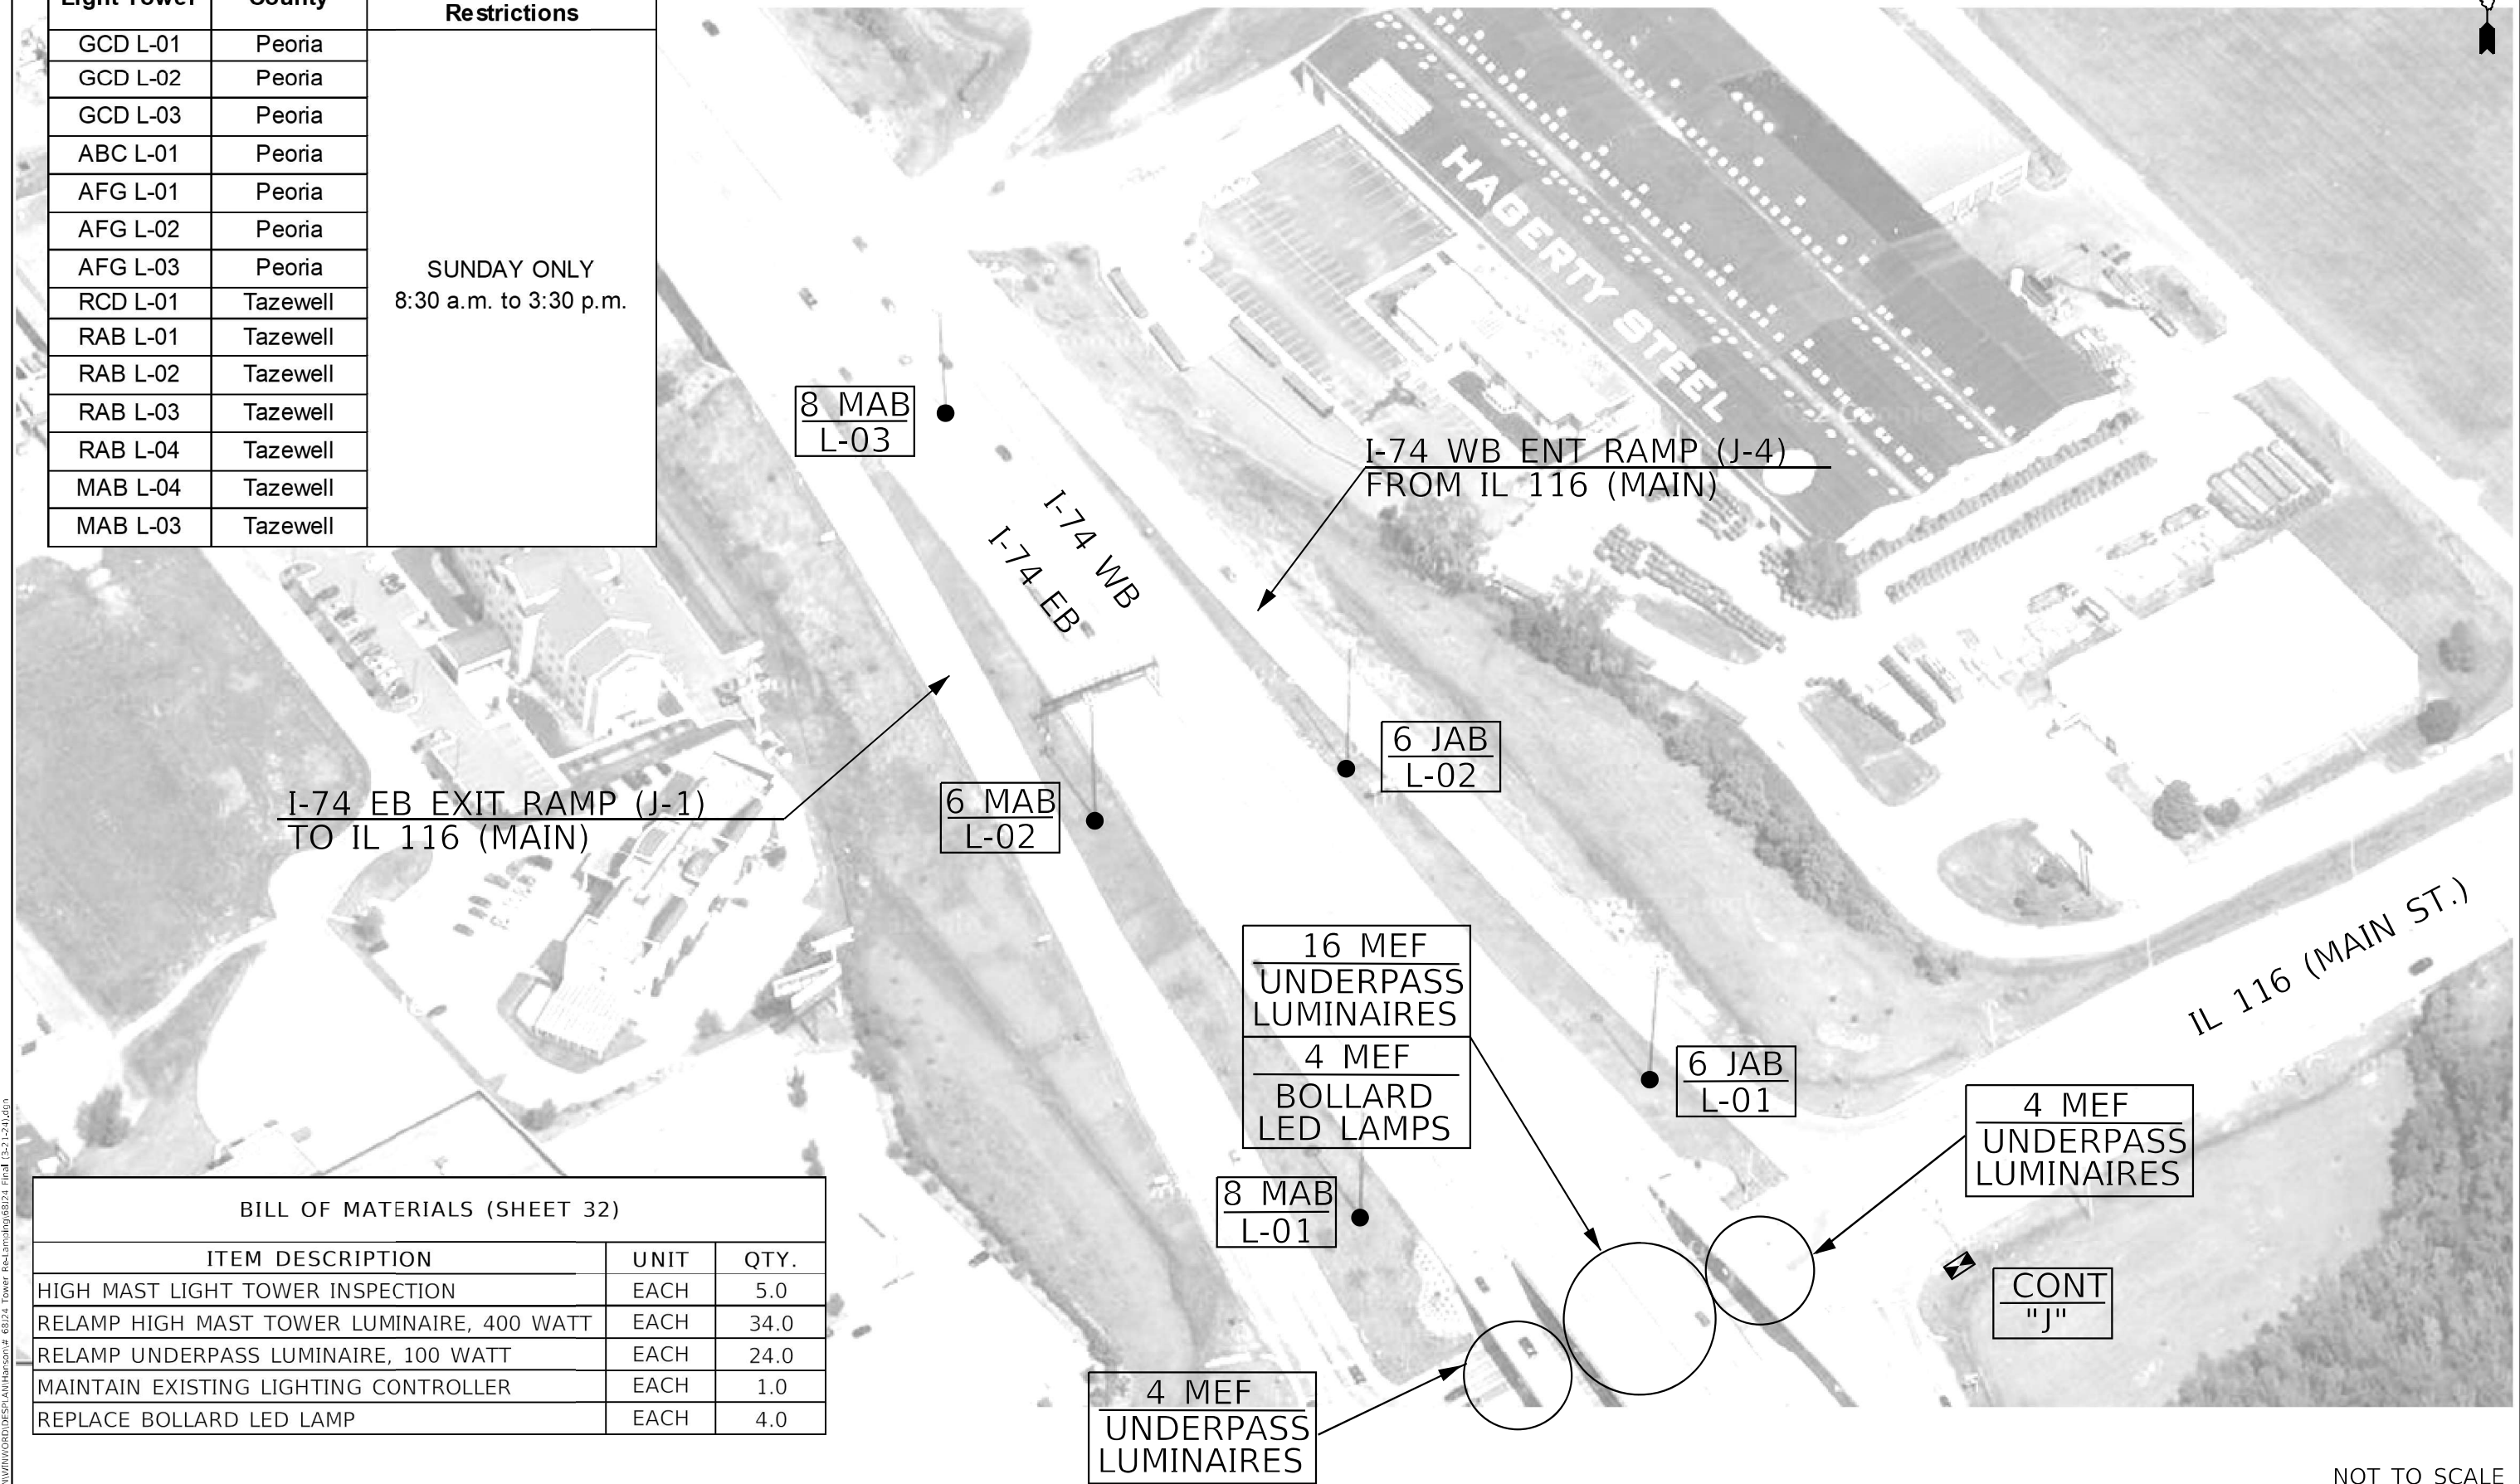 Light Tower County Restrictions
GCD L-01 Peoria
GCD L-02 Peoria
GCD L-03 Peoria
ABC L-01 Peoria
AFG L-01 Peoria
AFG L-02 Peoria
AFG L-03 Peoria
RCD L-01 Tazewell
RAB L-01 Tazewell
RAB L-02 Tazewell
RAB L-03 Tazewell
RAB L-04 Tazewell
MAB L-04 Tazewell
MAB L-03 Tazewell
SUNDAY ONLY
8:30 a.m. to 3:30 p.m.
HAGERTY STEEL
8 MAB
L-03
I-74 WB ENT RAMP (J-4)
FROM IL 116 (MAIN)
I-74 WB
I-74 EB
6 JAB
L-02
I-74 EB EXIT RAMP (J-1)
TO IL 116 (MAIN)
6 MAB
L-02
IL 116 (MAIN ST.)
16 MEF
UNDERPASS
LUMINAIRES
4 MEF
BOLLARD
LED LAMPS
6 JAB
L-01
4 MEF
UNDERPASS
LUMINAIRES
8 MAB
L-01
CONT
"J"
4 MEF
UNDERPASS
LUMINAIRES
BILL OF MATERIALS (SHEET 32)
ITEM DESCRIPTION UNIT QTY.
HIGH MAST LIGHT TOWER INSPECTION EACH 5.0
RELAMP HIGH MAST TOWER LUMINAIRE, 400 WATT EACH 34.0
RELAMP UNDERPASS LUMINAIRE, 100 WATT EACH 24.0
MAINTAIN EXISTING LIGHTING CONTROLLER EACH 1.0
REPLACE BOLLARD LED LAMP EACH 4.0
NOT TO SCALE